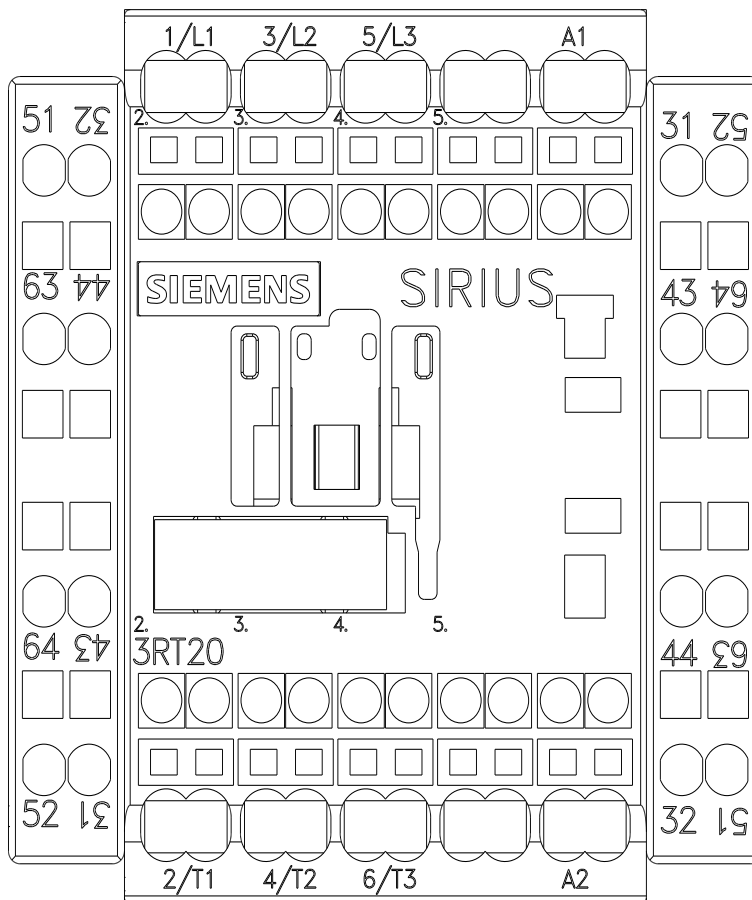 1/L1 3/L2 5/L3 A1
51 32
2. 3. 4. 5.
31 52
SIEMENS SIRIUS
63 44
43 64
2. 3. 4. 5.
3RT20
64 43
44 63
52 31
32 51
2/T1 4/T2 6/T3 A2